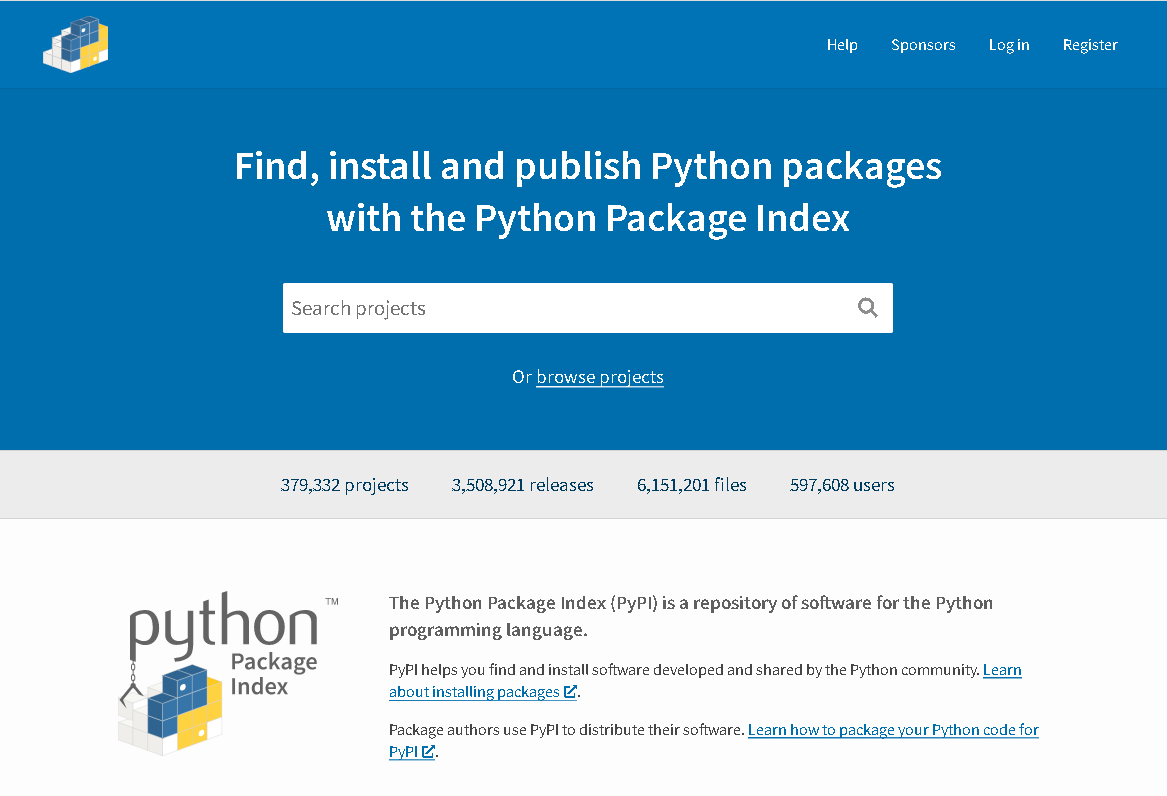 Help Sponsors Log in Register
Find, install and publish Python packages
with the Python Package Index
Search projects
Or browse projects
379,332 projects 3,508,921 releases 6,151,201 files 597,608 users
python™
Package
Index
The Python Package Index (PyPI) is a repository of software for the Python
programming language.
PyPI helps you find and install software developed and shared by the Python community. Learn
about installing packages.
Package authors use PyPI to distribute their software. Learn how to package your Python code for
PyPI.